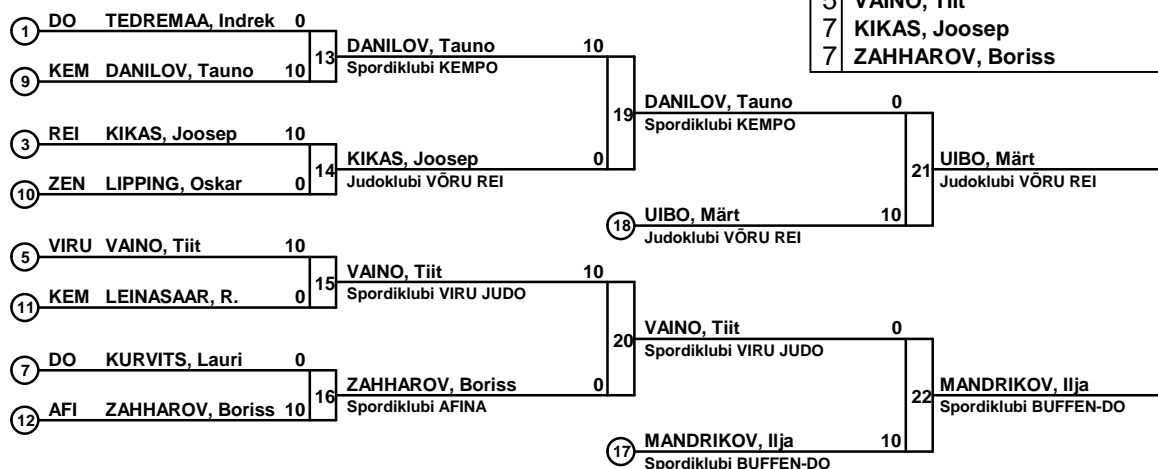 5 VAINO, Tiit
7 KIKAS, Joosep
7 ZAHHAROV, Boriss
1 DO TEDREMAA, Indrek 0
13 DANILOV, Tauno 10
Spordiklubi KEMPO
9 KEM DANILOV, Tauno 10
19 DANILOV, Tauno 0
Spordiklubi KEMPO
3 REI KIKAS, Joosep 10
14 KIKAS, Joosep 0
Judoklubi VÕRU REI
10 ZEN LIPPING, Oskar 0
21 UIBO, Märt
Judoklubi VÕRU REI
18 UIBO, Märt 10
Judoklubi VÕRU REI
5 VIRU VAINO, Tiit 10
15 VAINO, Tiit 10
Spordiklubi VIRU JUDO
11 KEM LEINASAAR, R. 0
20 VAINO, Tiit 0
Spordiklubi VIRU JUDO
7 DO KURVITS, Lauri 0
16 ZAHHAROV, Boriss 0
Spordiklubi AFINA
12 AFI ZAHHAROV, Boriss 10
22 MANDRIKOV, Ilja
Spordiklubi BUFFEN-DO
17 MANDRIKOV, Ilja 10
Spordiklubi BUFFEN-DO